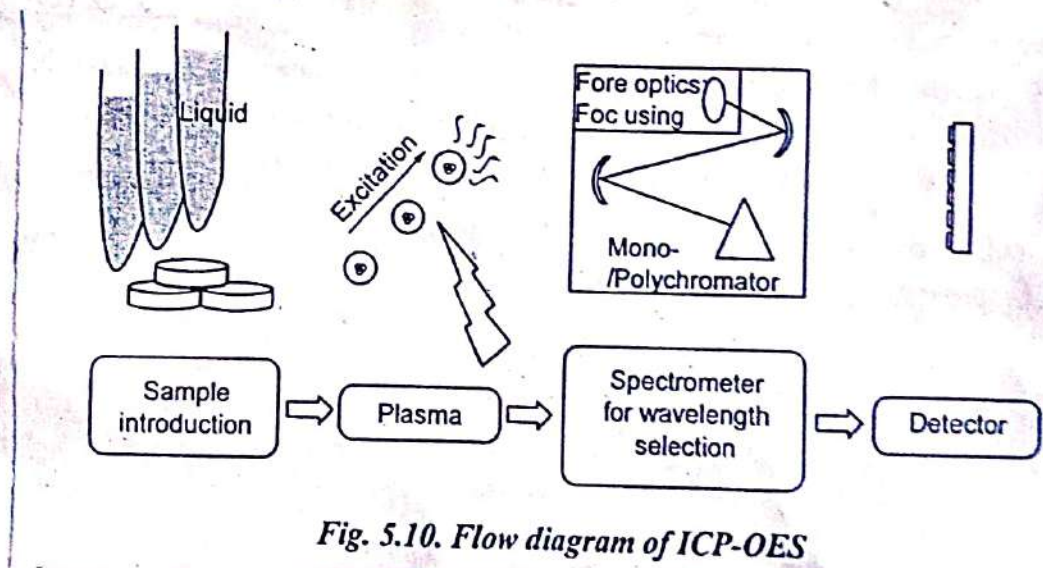 Liquid
Excitation
Fore optics:
Foc using
Mono-
/Polychromator
Sample
introduction
Plasma
Spectrometer
for wavelength
selection
Detector
Fig. 5.10. Flow diagram of ICP-OES